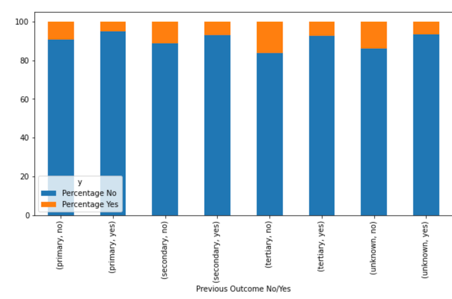 100
80
60
40
20
0
y
Percentage No
Percentage Yes
(primary, no)
(primary, yes)
(secondary, no)
(secondary, yes)
(tertiary, no)
(tertiary, yes)
(unknown, no)
(unknown, yes)
Previous Outcome No/Yes